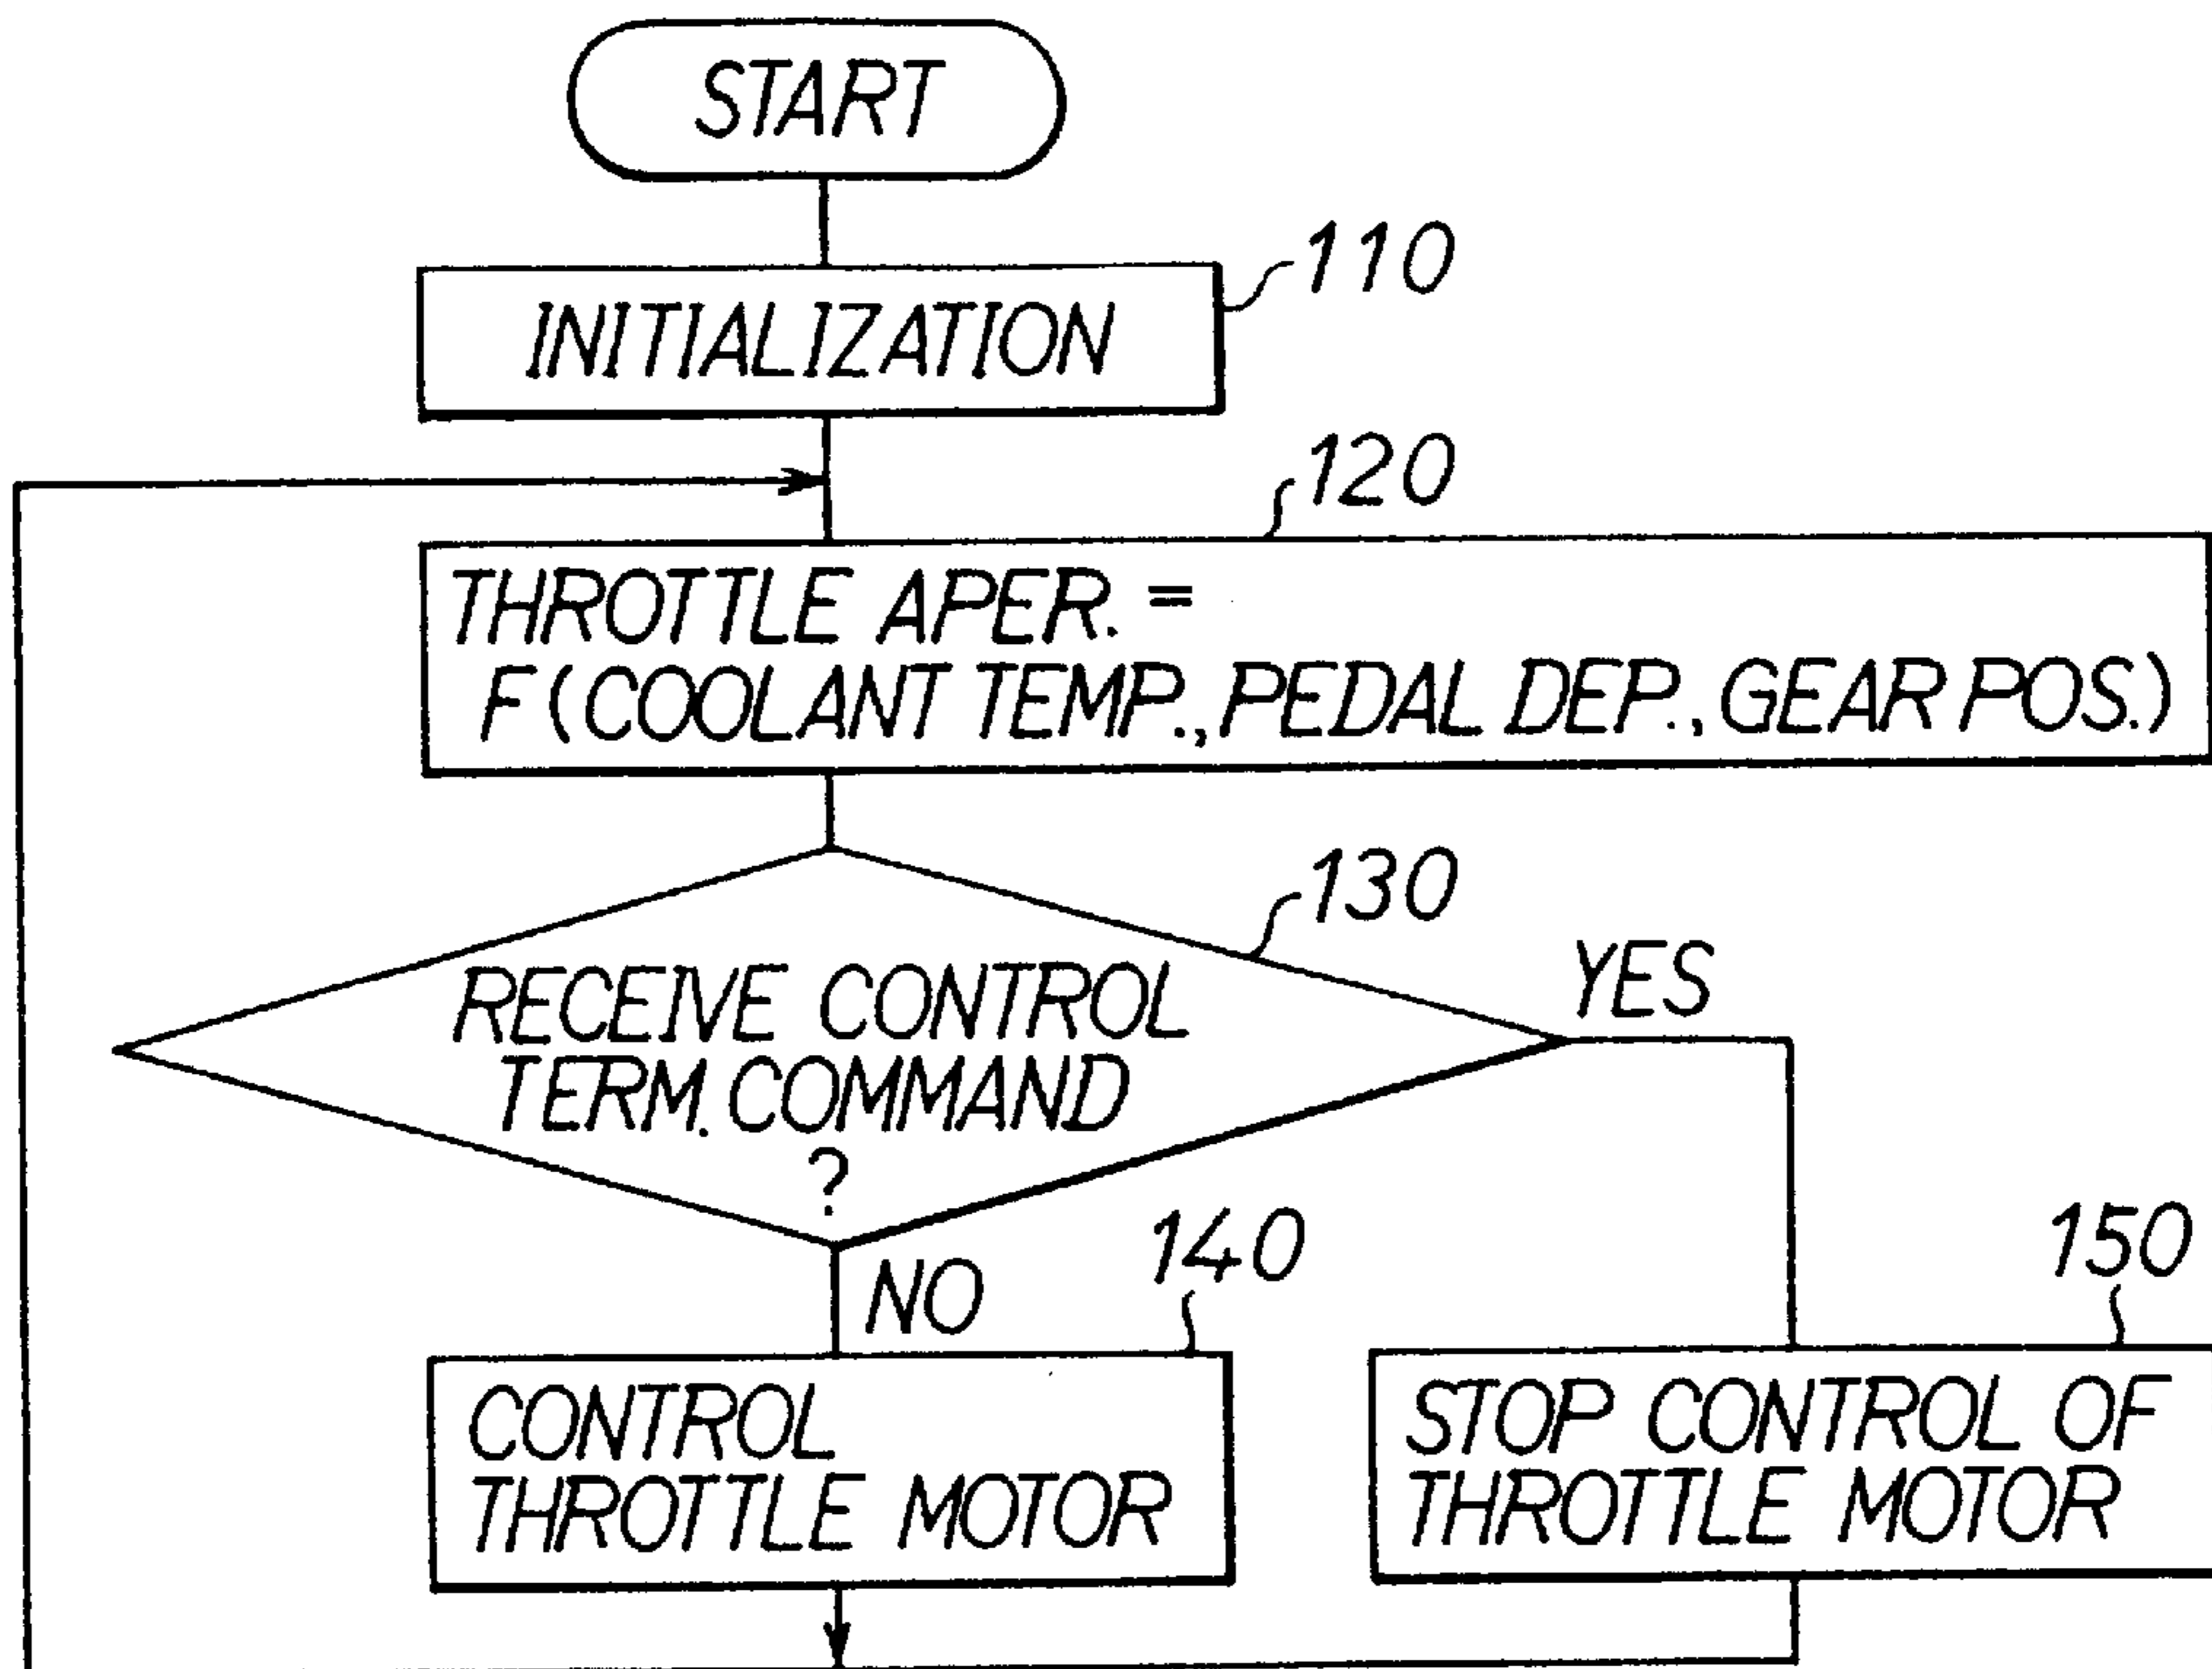 START
110
INITIALIZATION
120
THROTTLE APER. =
F (COOLANT TEMP., PEDAL DEP., GEAR POS.)
130
RECEIVE CONTROL
TERM. COMMAND
?
YES
NO
140
150
CONTROL
THROTTLE MOTOR
STOP CONTROL OF
THROTTLE MOTOR